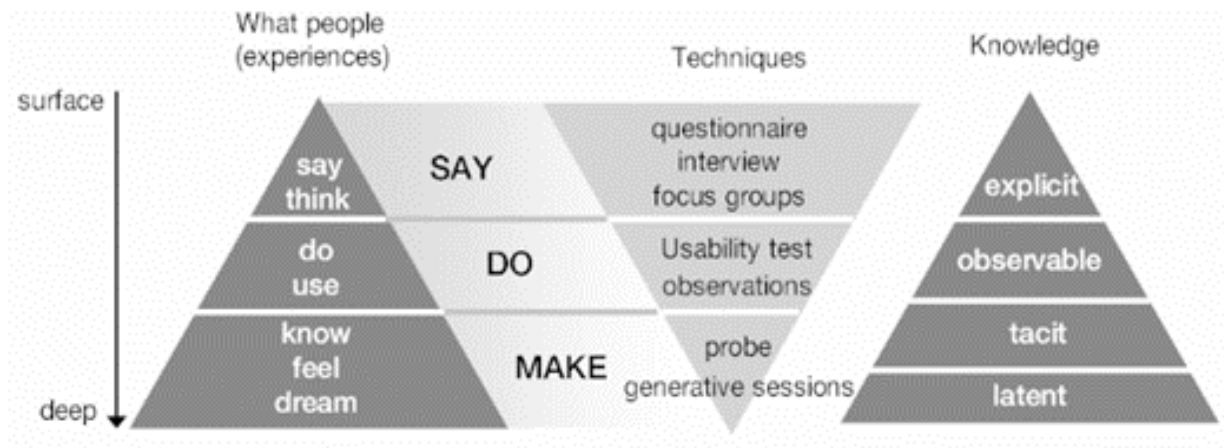 What people
(experiences)
Techniques
Knowledge
surface
say
think
SAY
questionnaire
interview
focus groups
explicit
do
use
DO
Usability test
observations
observable
know
feel
dream
MAKE
probe
generative sessions
tacit
latent
deep